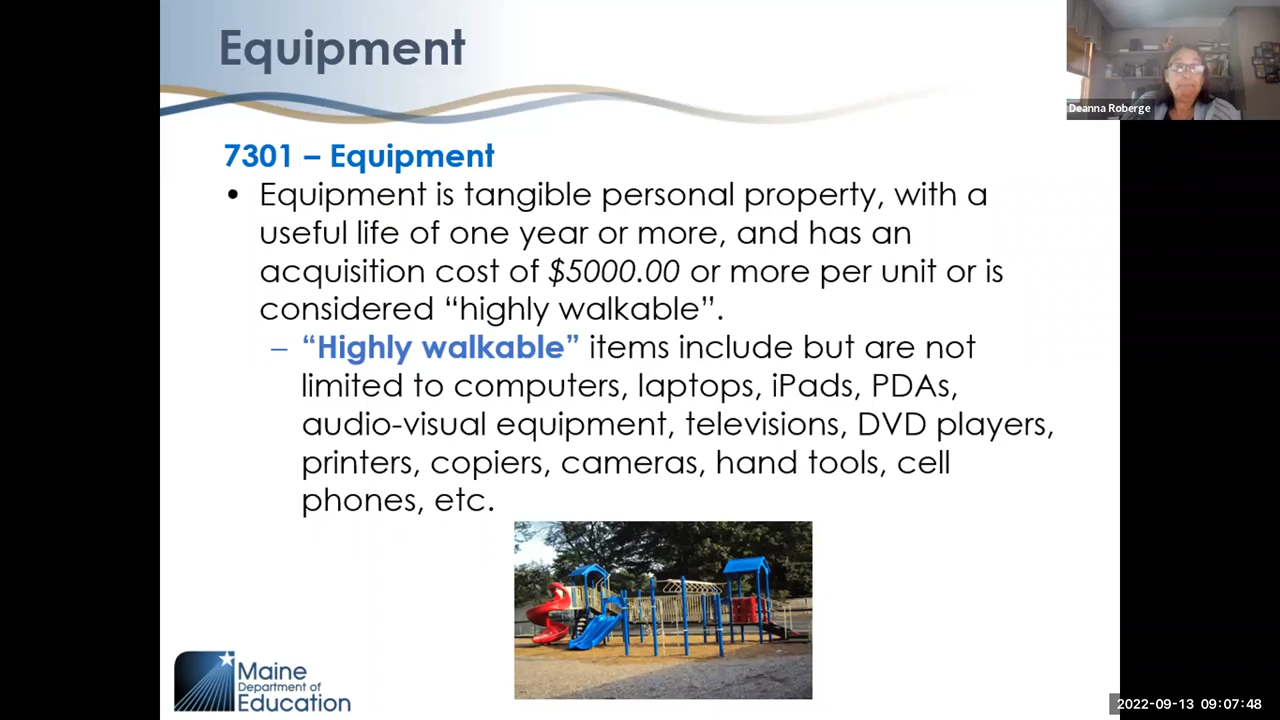 Equipment
Deanna Roberge
7301 – Equipment
• Equipment is tangible personal property, with a
useful life of one year or more, and has an
acquisition cost of $5000.00 or more per unit or is
considered “highly walkable”.
– “Highly walkable” items include but are not
limited to computers, laptops, iPads, PDAs,
audio-visual equipment, televisions, DVD players,
printers, copiers, cameras, hand tools, cell
phones, etc.
Maine
Department of
Education
2022-09-13 09:07:48